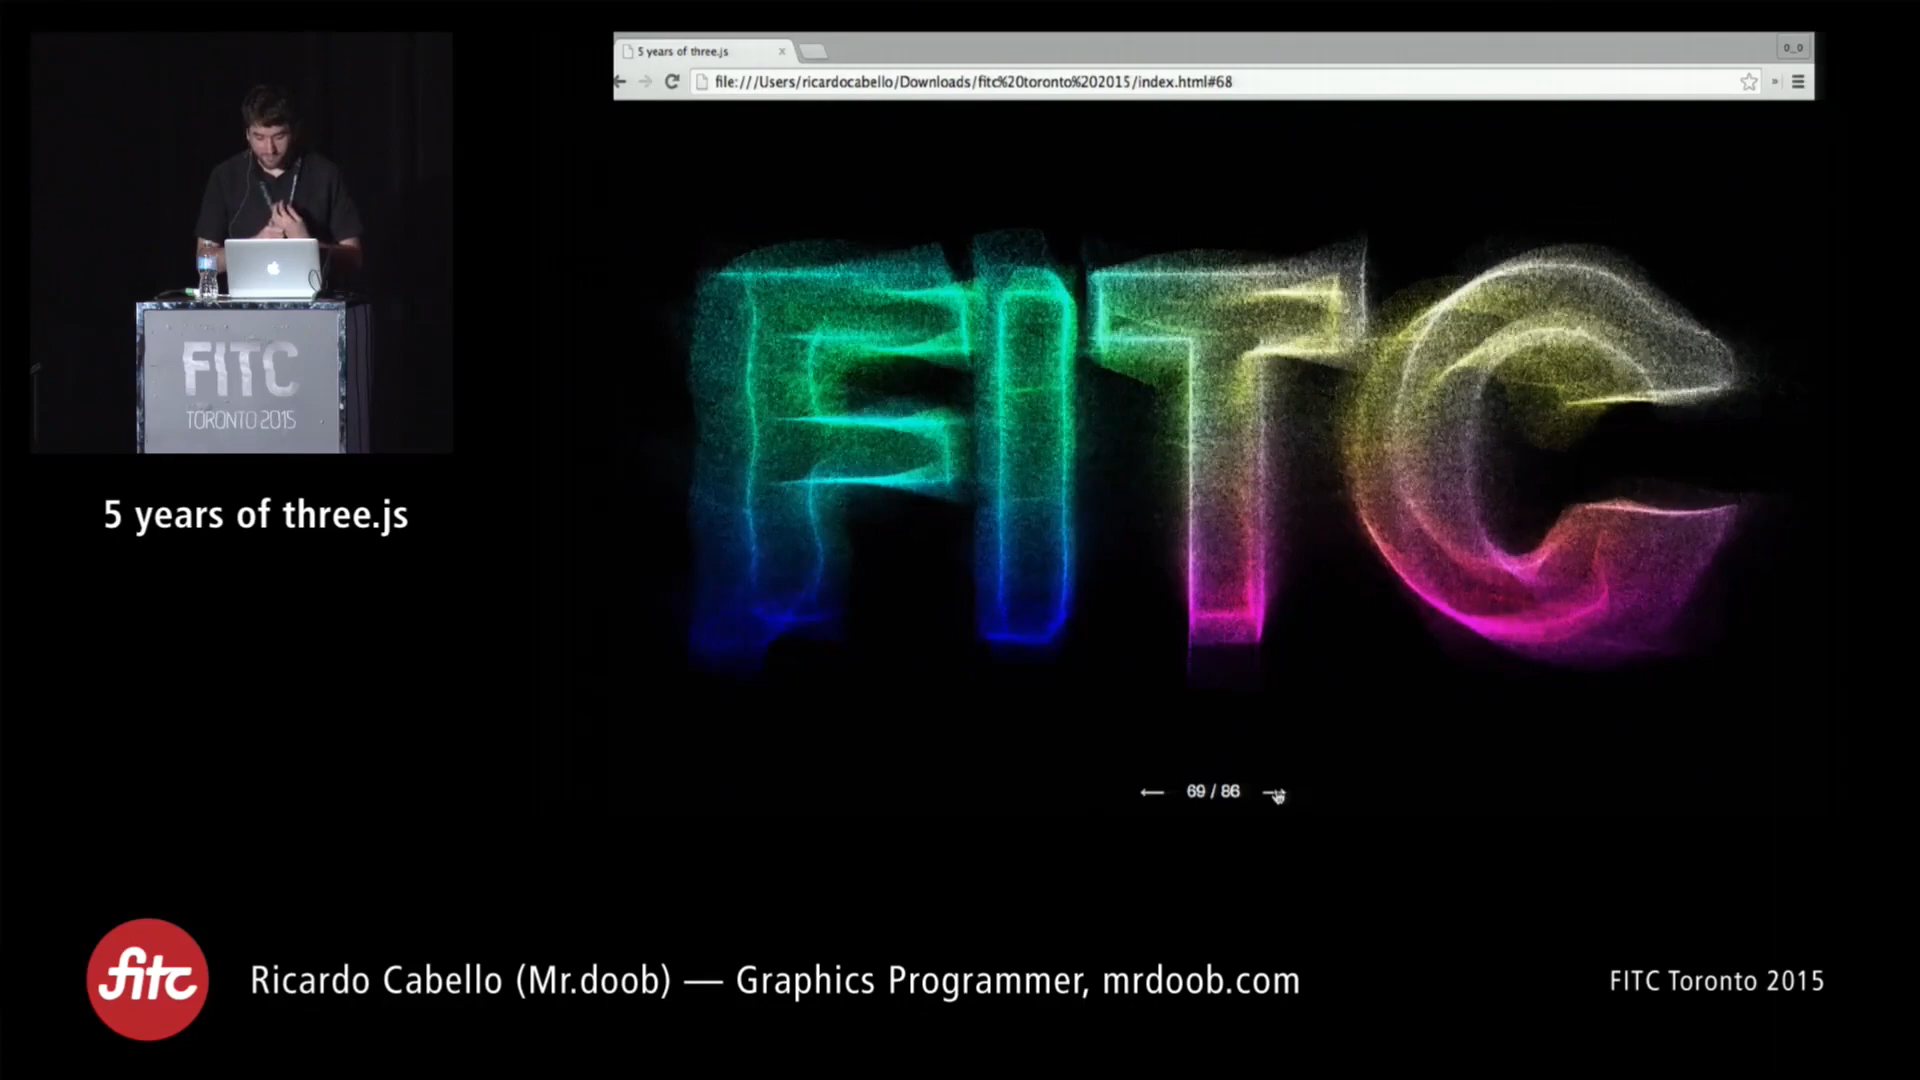 5 years of three.js
0_0
file:///Users/ricardocabello/Downloads/fitc%20toronto%202015/index.html#68
FITC
69 / 86
FITC
TORONTO 2015
5 years of three.js
fitc
Ricardo Cabello (Mr.doob) — Graphics Programmer, mrdoob.com
FITC Toronto 2015